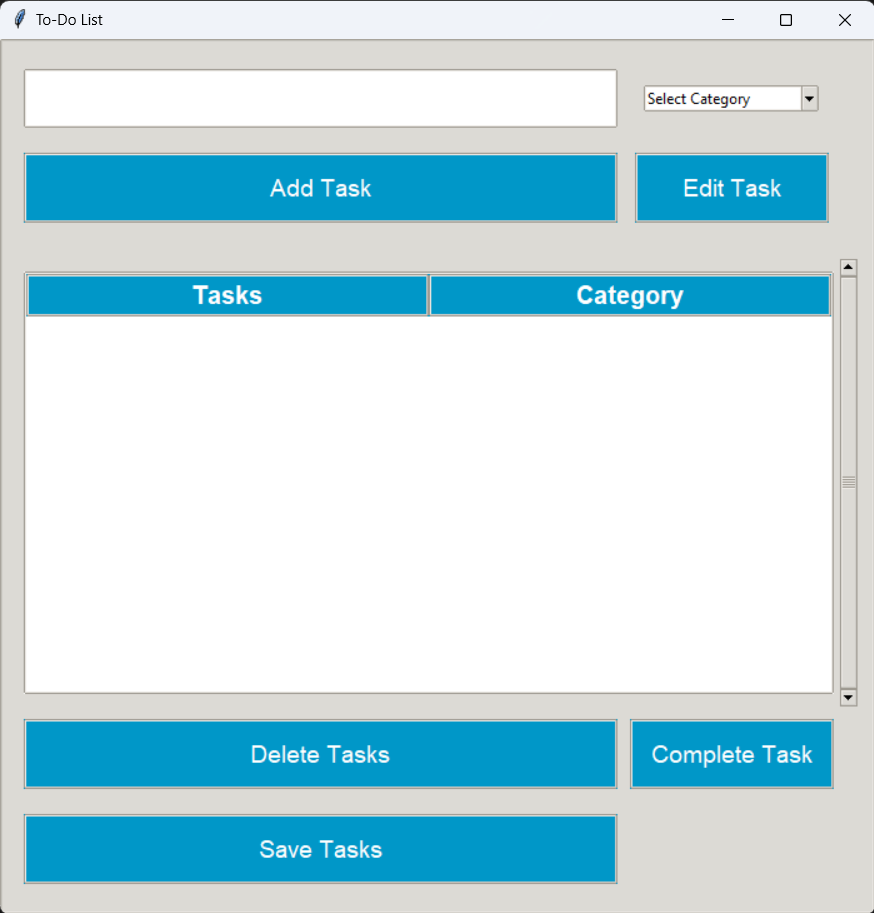 To-Do List
Select Category
Add Task
Edit Task
Tasks
Category
Delete Tasks
Complete Task
Save Tasks